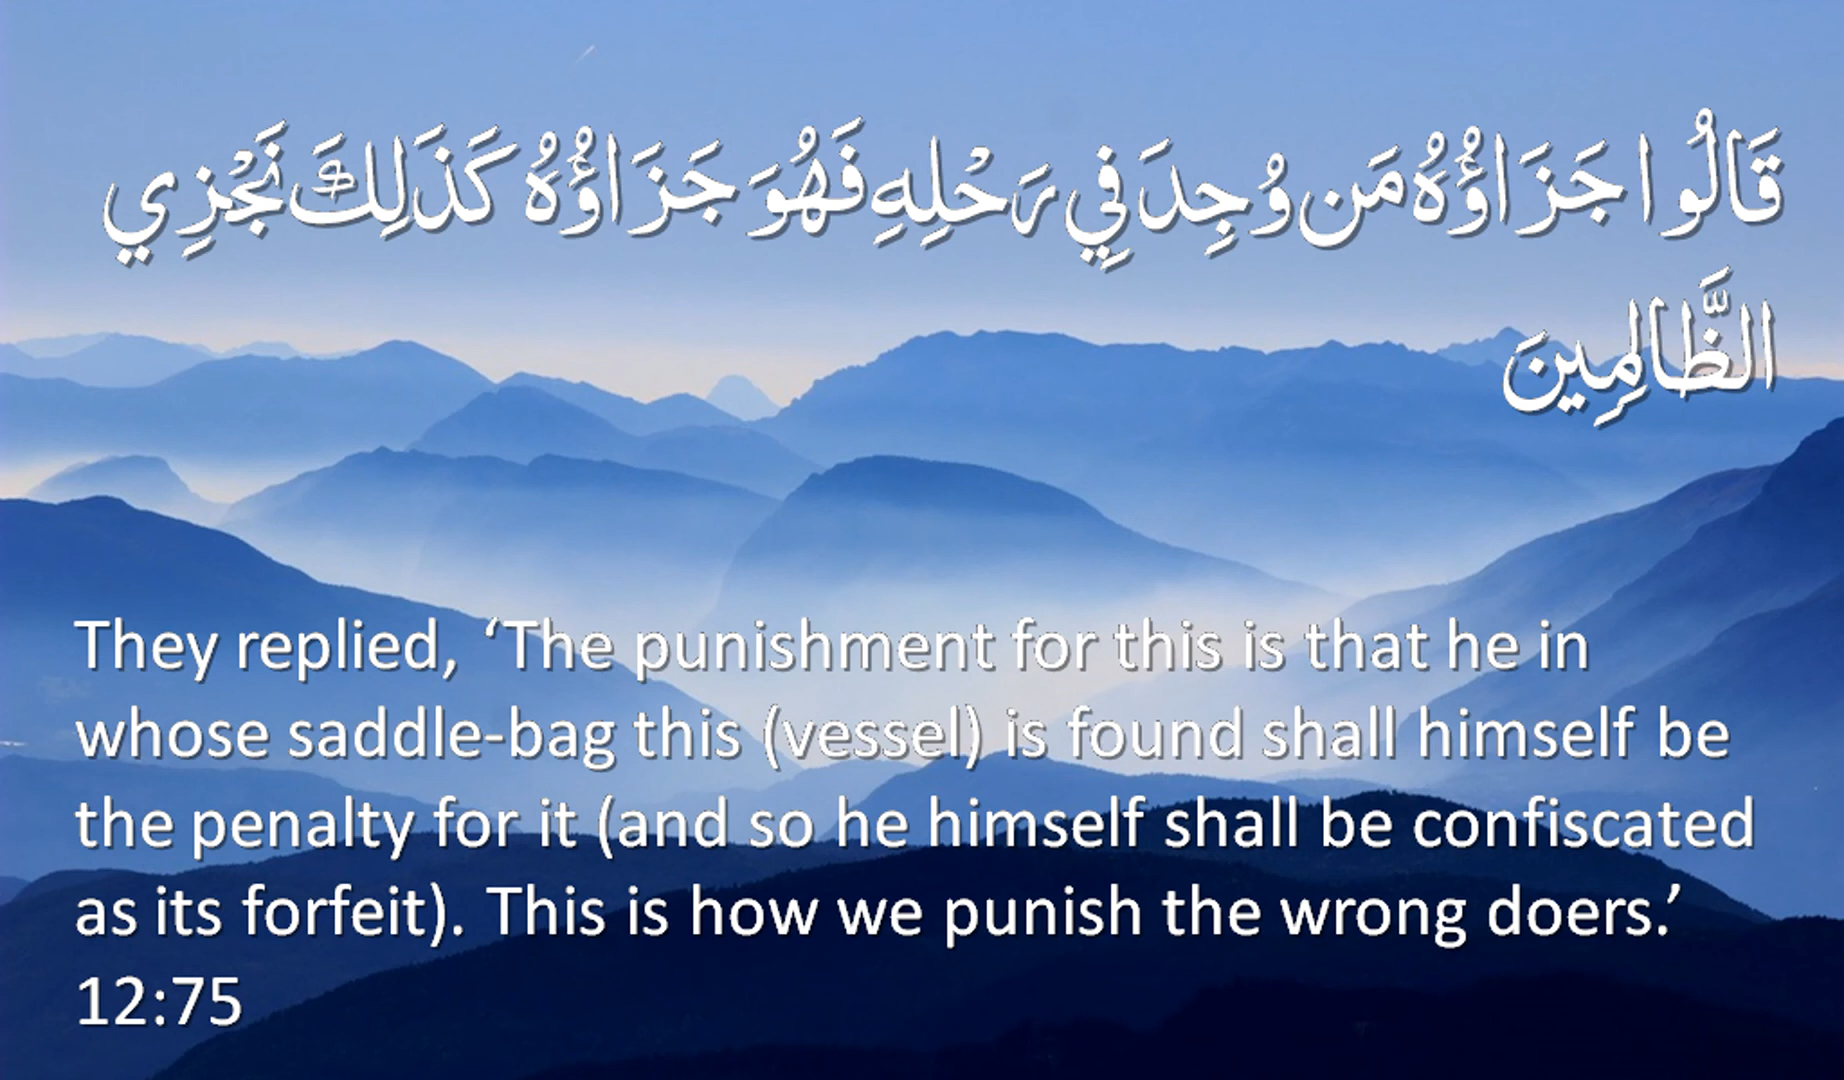 قَالُوا جَزَاؤُهُ مَن وُجِدَ فِي رَحْلِهِ فَهُوَ جَزَاؤُهُ كَذَلِكَ نَجْزِي
الظَّالِمِينَ
They replied, ‘The punishment for this is that he in
whose saddle-bag this (vessel) is found shall himself be
the penalty for it (and so he himself shall be confiscated
as its forfeit). This is how we punish the wrong doers.’
12:75